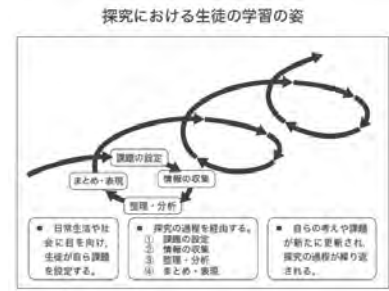 探究における生徒の学習の姿
課題の設定
まとめ・表現
情報の収集
整理・分析
■ 日常生活や社
会に目を向け、
生徒が自ら課題
を設定する。
■ 探究の過程を経由する。
① 課題の設定
② 情報の収集
③ 整理・分析
④ まとめ・表現
■ 自らの考えや課題
が新たに更新され、
探究の過程が繰り返
される。